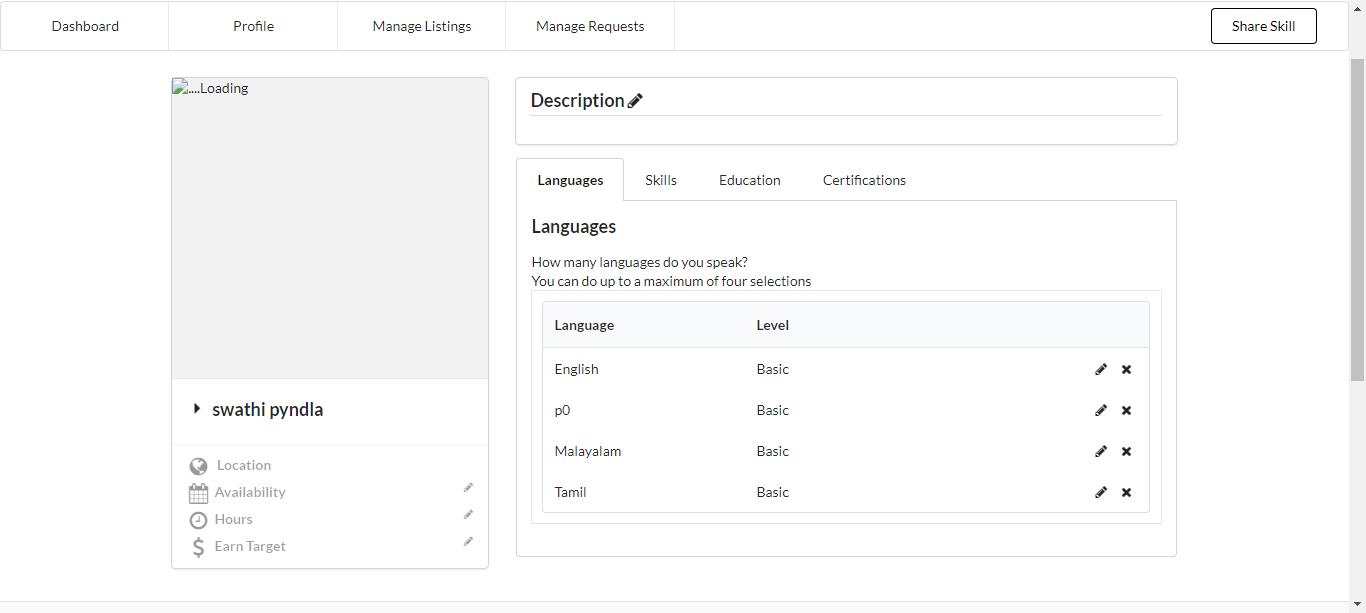 Dashboard Profile Manage Listings Manage Requests Share Skill
....Loading
swathi pyndla
Location
Availability
Hours
Earn Target
Description
Languages Skills Education Certifications
Languages
How many languages do you speak?
You can do up to a maximum of four selections
Language Level
English Basic
p0 Basic
Malayalam Basic
Tamil Basic